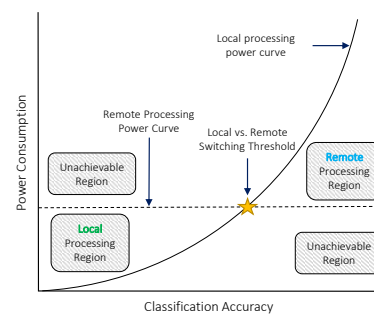 Local processing
power curve
Remote Processing
Power Curve
Local vs. Remote
Switching Threshold
Unachievable
Region
Remote
Processing
Region
Local
Processing
Region
Unachievable
Region
Power Consumption
Classification Accuracy